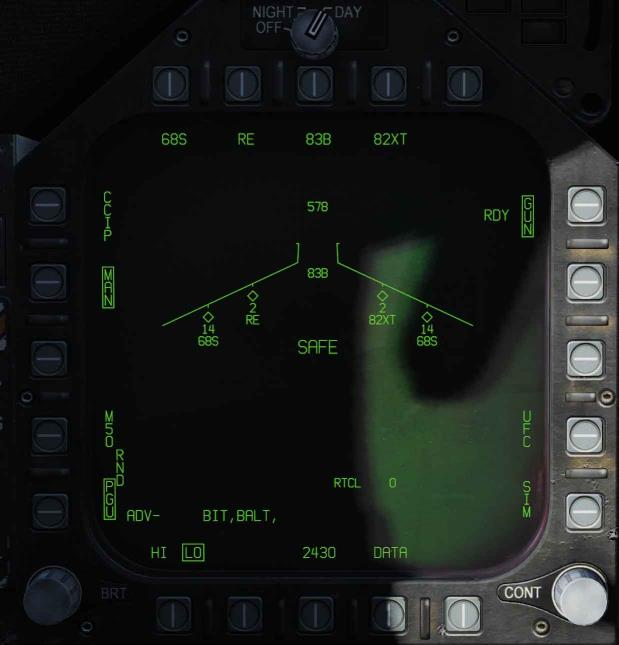 NIGHT DAY
OFF
68S RE 83B 82XT
CCIP
578
RDY GUN
MAN
83B
2 2
RE 82XT
14 14
68S 68S
SAFE
M50
UFC
RND
PGU
RTCL 0
SIM
ADV- BIT,BALT,
HI LO 2430 DATA
BRT
CONT